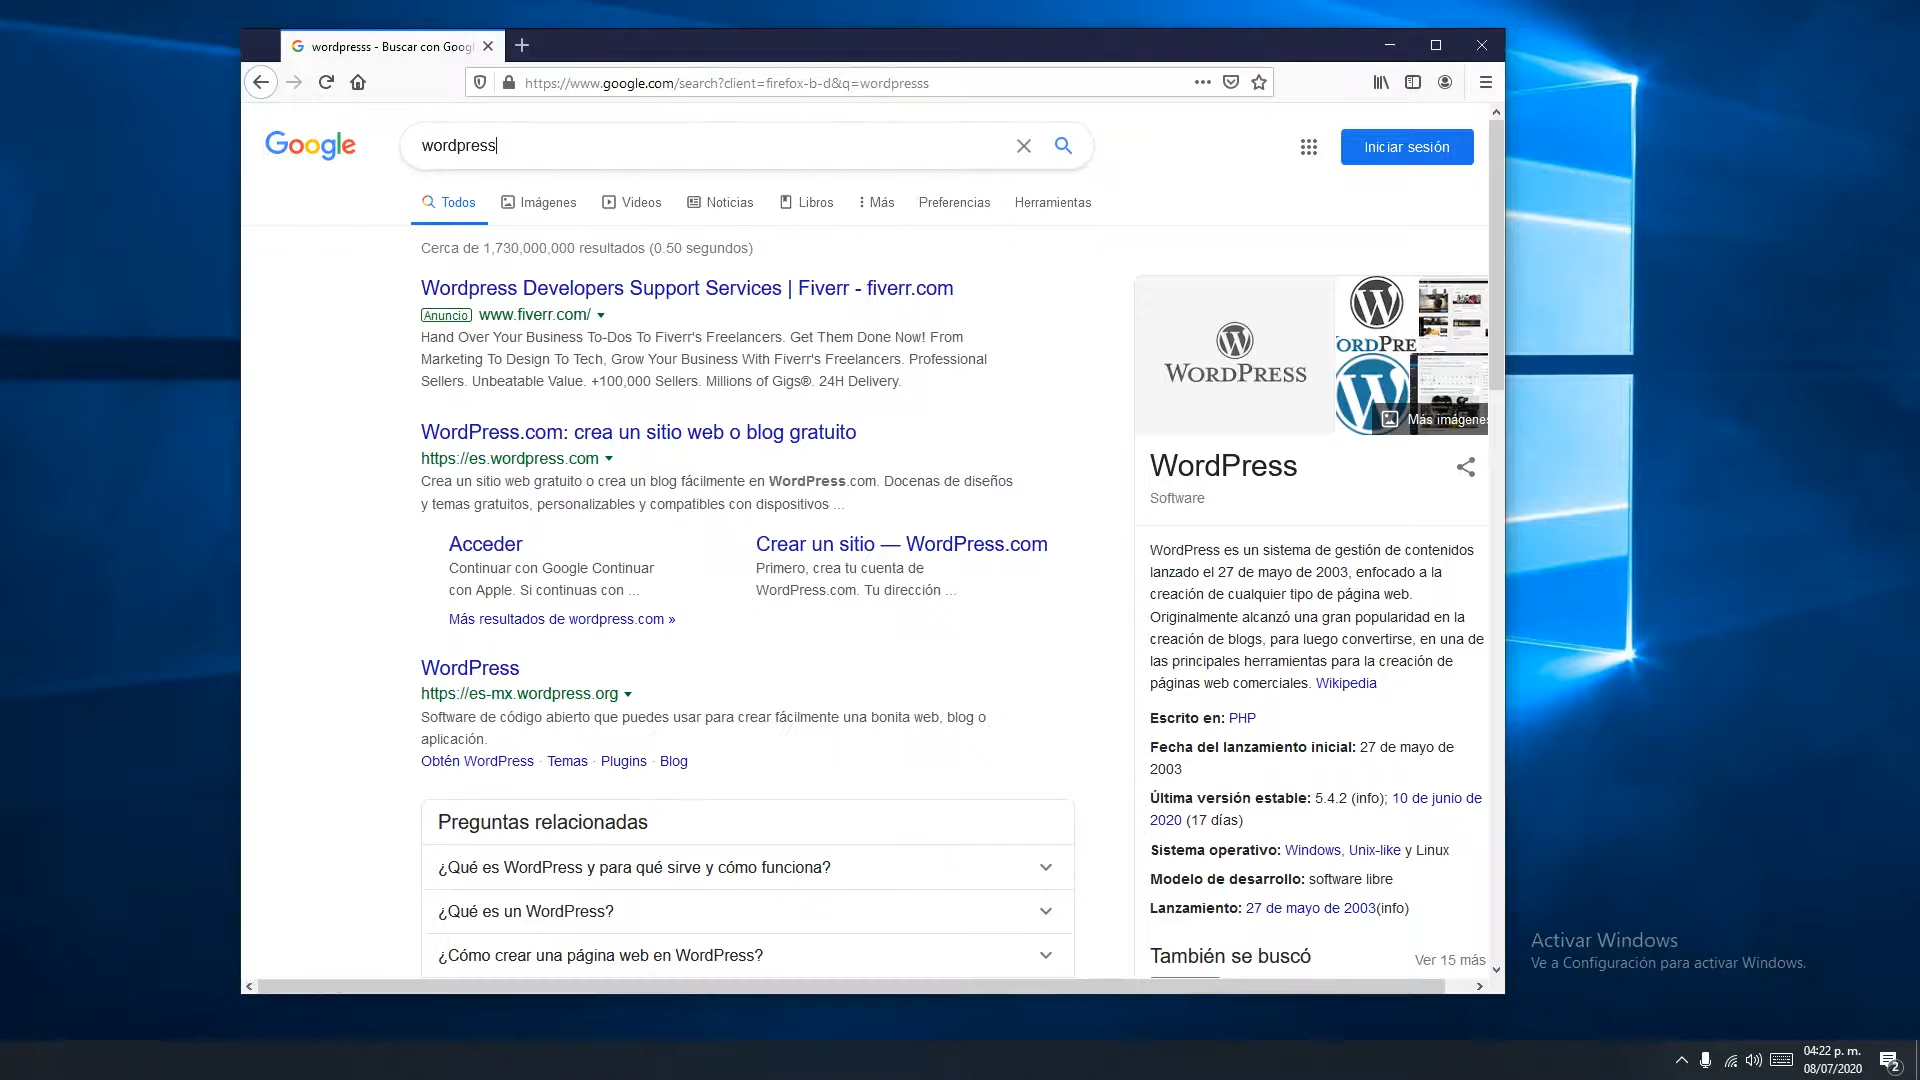 wordpresss - Buscar con Googl
https://www.google.com/search?client=firefox-b-d&q=wordpresss
Google
wordpress
Iniciar sesión
Todos
Imágenes
Videos
Noticias
Libros
Más
Preferencias
Herramientas
Cerca de 1,730,000,000 resultados (0.50 segundos)
Wordpress Developers Support Services | Fiverr - fiverr.com
Anuncio www.fiverr.com/
Hand Over Your Business To-Dos To Fiverr's Freelancers. Get Them Done Now! From
Marketing To Design To Tech, Grow Your Business With Fiverr's Freelancers. Professional
Sellers. Unbeatable Value. +100,000 Sellers. Millions of Gigs®. 24H Delivery.
WordPress.com: crea un sitio web o blog gratuito
https://es.wordpress.com
Crea un sitio web gratuito o crea un blog fácilmente en WordPress.com. Docenas de diseños
y temas gratuitos, personalizables y compatibles con dispositivos ...
Acceder
Continuar con Google Continuar
con Apple. Si continuas con ...
Crear un sitio — WordPress.com
Primero, crea tu cuenta de
WordPress.com. Tu dirección ...
Más resultados de wordpress.com »
WordPress
https://es-mx.wordpress.org
Software de código abierto que puedes usar para crear fácilmente una bonita web, blog o
aplicación.
Obtén WordPress · Temas · Plugins · Blog
Preguntas relacionadas
¿Qué es WordPress y para qué sirve y cómo funciona?
¿Qué es un WordPress?
¿Cómo crear una página web en WordPress?
WORDPRESS
ORDPRE
Más imágenes
WordPress
Software
WordPress es un sistema de gestión de contenidos
lanzado el 27 de mayo de 2003, enfocado a la
creación de cualquier tipo de página web.
Originalmente alcanzó una gran popularidad en la
creación de blogs, para luego convertirse, en una de
las principales herramientas para la creación de
páginas web comerciales. Wikipedia
Escrito en: PHP
Fecha del lanzamiento inicial: 27 de mayo de
2003
Última versión estable: 5.4.2 (info); 10 de junio de
2020 (17 días)
Sistema operativo: Windows, Unix-like y Linux
Modelo de desarrollo: software libre
Lanzamiento: 27 de mayo de 2003(info)
También se buscó
Ver 15 más
Activar Windows
Ve a Configuración para activar Windows.
04:22 p. m.
08/07/2020
2